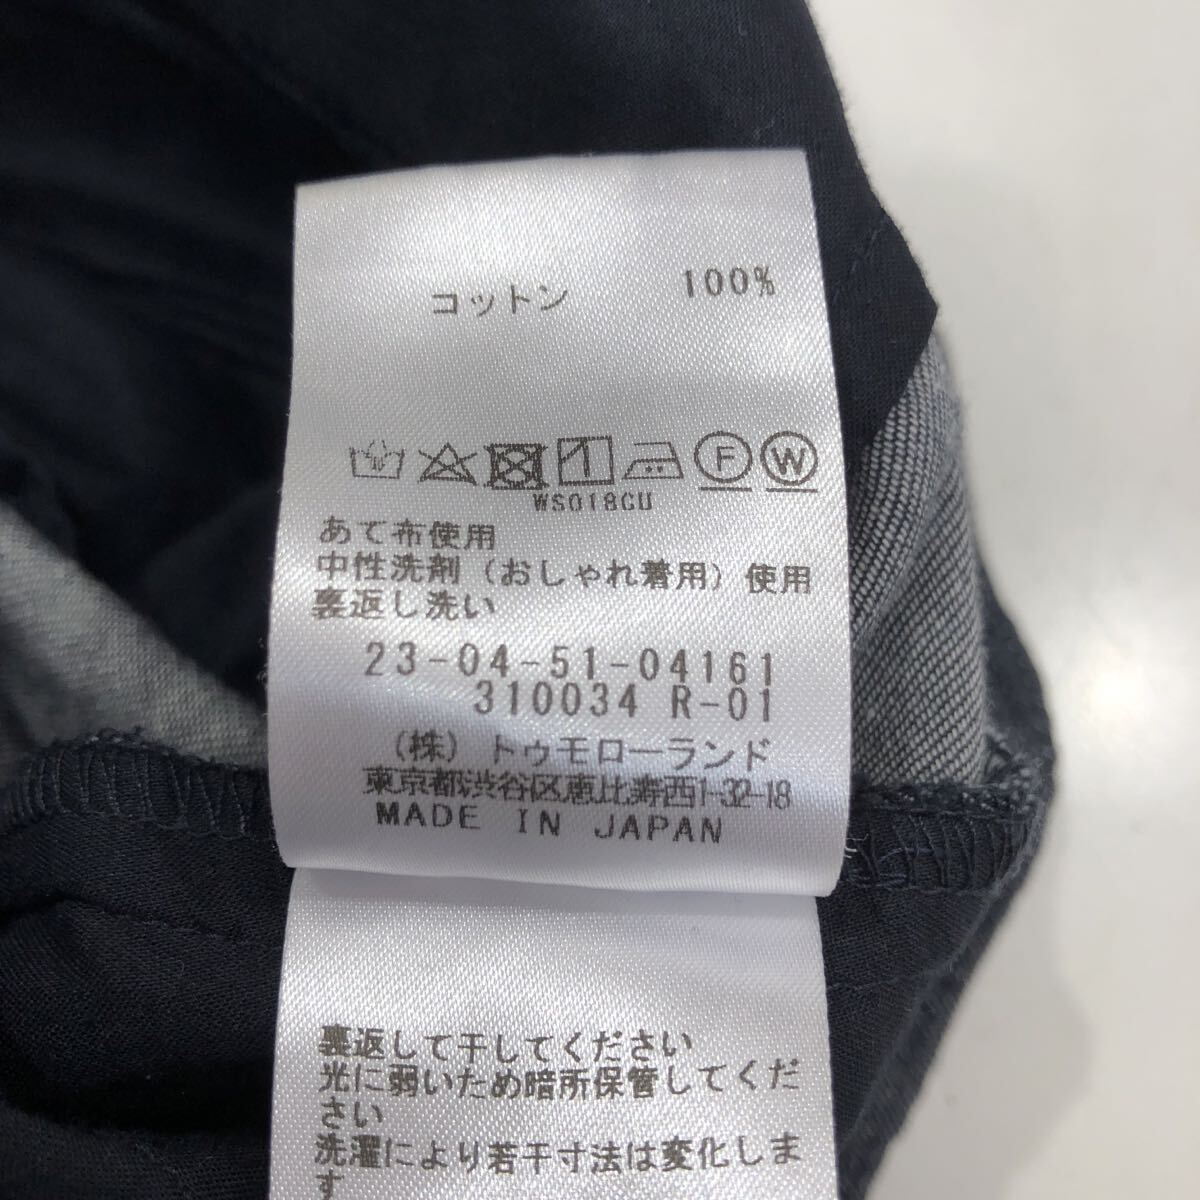 コットン 100%
F W
WS018CU
あて布使用
中性洗剤(おしゃれ着用)使用
裏返し洗い
23-04-51-04161
310034 R-01
(株)トゥモローランド
東京都渋谷区恵比寿西1-32-18
MADE IN JAPAN
裏返して干してください
光に弱いため暗所保管してくだ
さい
洗濯により若干寸法は変化しま
す